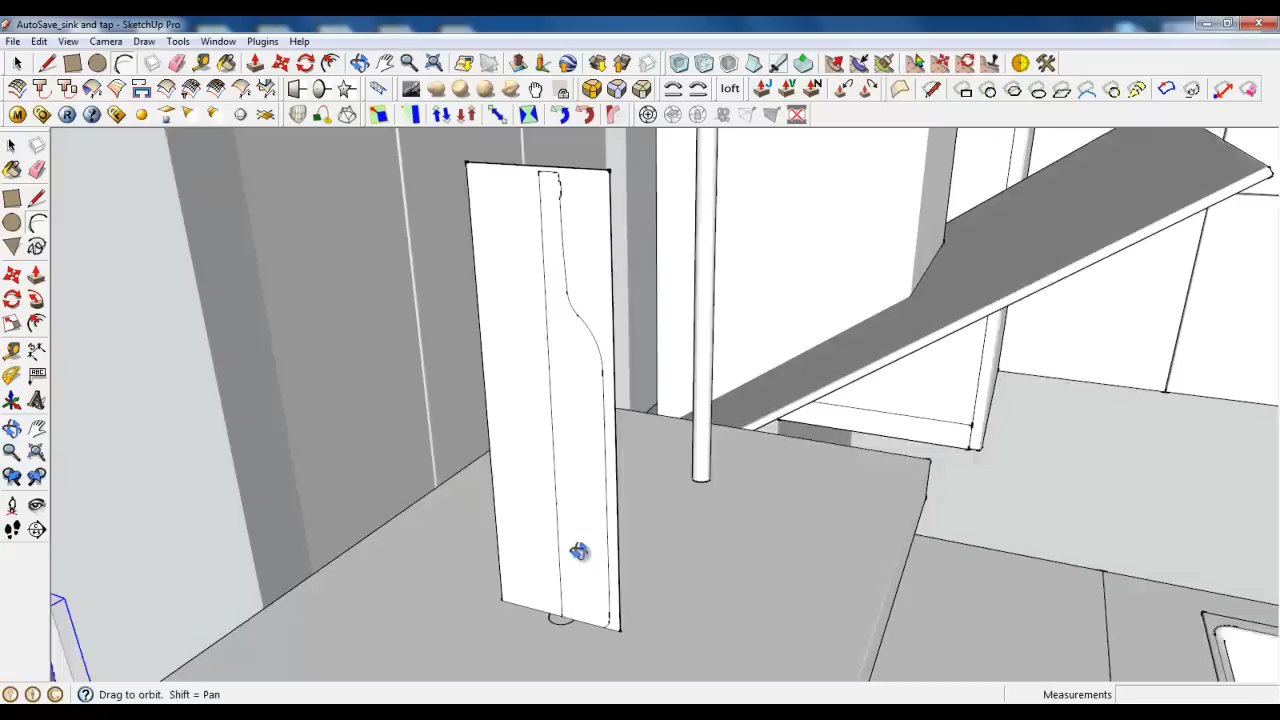 AutoSave_sink and tap - SketchUp Pro
File Edit View Camera Draw Tools Window Plugins Help
loft
ABC
Drag to orbit. Shift = Pan
Measurements